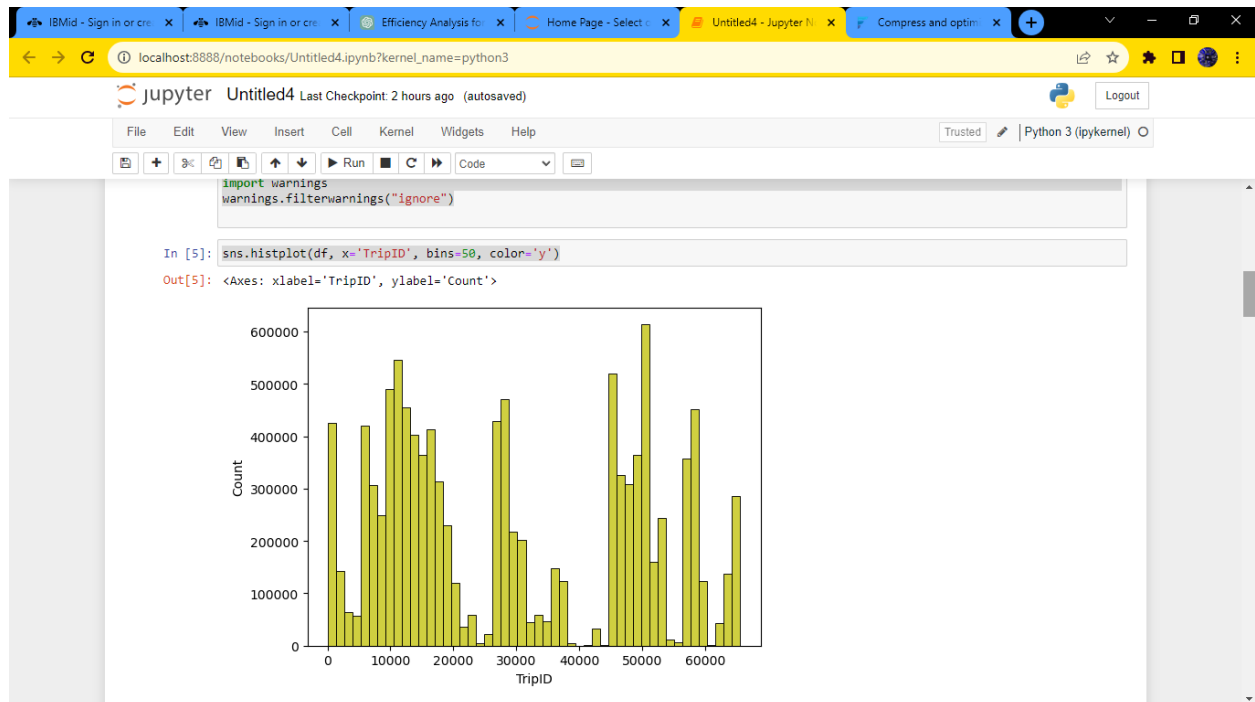 IBMid - Sign in or cre
IBMid - Sign in or cre
Efficiency Analysis for
Home Page - Select o
Untitled4 - Jupyter N
Compress and optim
localhost:8888/notebooks/Untitled4.ipynb?kernel_name=python3
jupyter Untitled4 Last Checkpoint: 2 hours ago (autosaved)
Logout
File Edit View Insert Cell Kernel Widgets Help
Trusted Python 3 (ipykernel)
Run Code
import warnings
warnings.filterwarnings("ignore")
In [5]: sns.histplot(df, x='TripID', bins=50, color='y')
Out[5]: <Axes: xlabel='TripID', ylabel='Count'>
600000
500000
400000
300000
200000
100000
0
Count
0 10000 20000 30000 40000 50000 60000
TripID